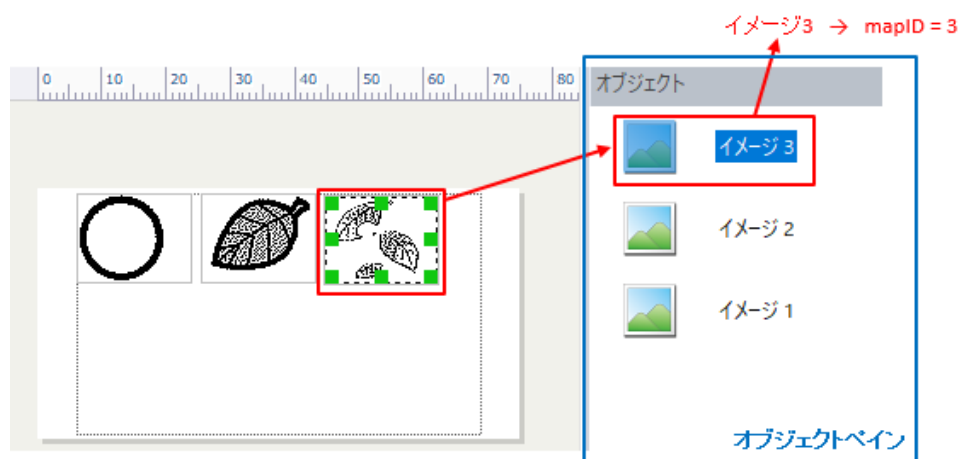 イメージ3 → mapID = 3
0 10 20 30 40 50 60 70 80
オブジェクト
イメージ 3
イメージ 2
イメージ 1
オブジェクトペイン